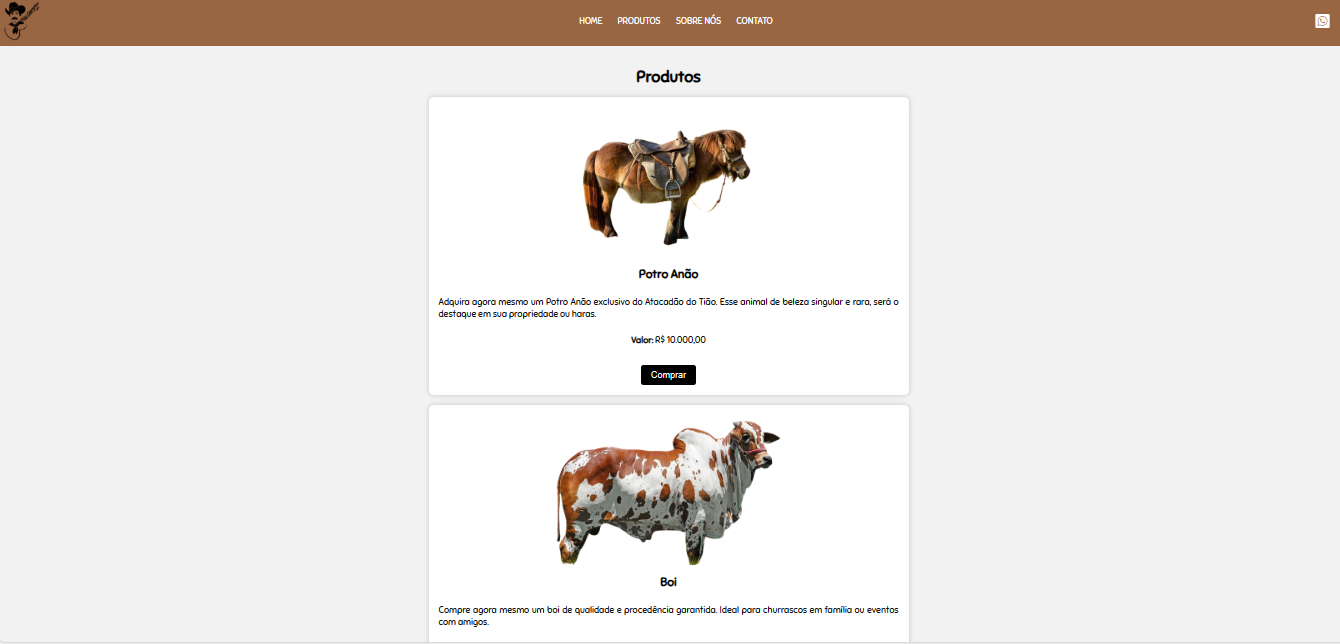 HOME PRODUTOS SOBRE NÓS CONTATO
Produtos
Potro Anão
Adquira agora mesmo um Potro Anão exclusivo do Atacadão do Tião. Esse animal de beleza singular e rara, será o
destaque em sua propriedade ou haras.
Valor: R$ 10.000,00
Comprar
Boi
Compre agora mesmo um boi de qualidade e procedência garantida. Ideal para churrascos em família ou eventos
com amigos.